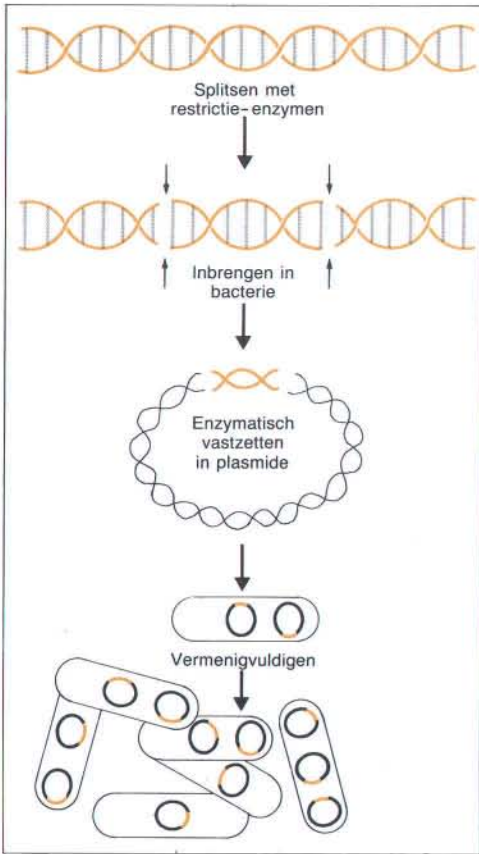 Splitsen met
restrictie-enzymen
Inbrengen in
bacterie
Enzymatisch
vastzetten
in plasmide
Vermenigvuldigen